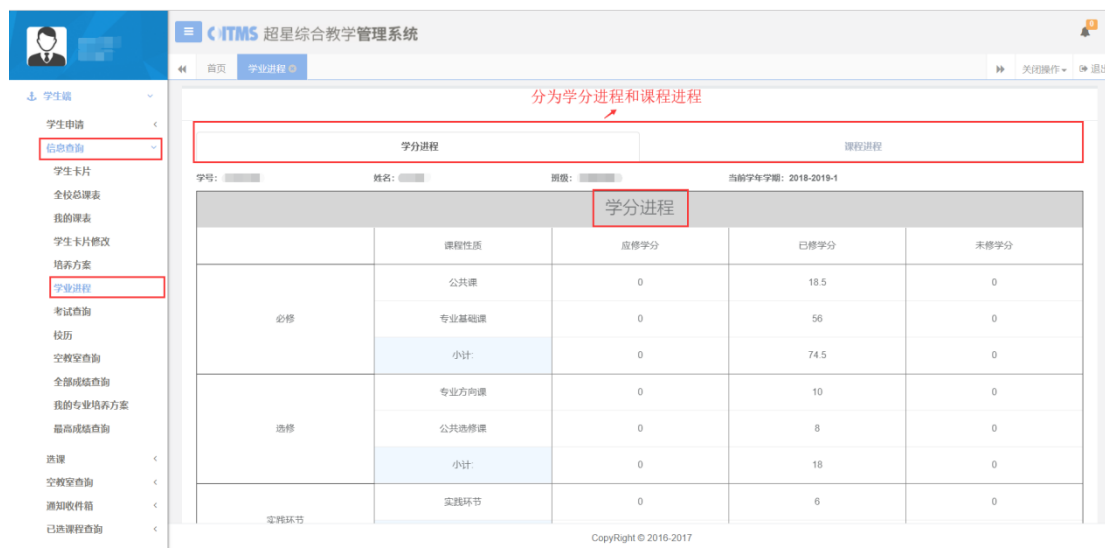 CITMS 超星综合教学管理系统
首页 学业进程 关闭操作 退出
学生端
学生申请
信息查询
学生卡片
全校总课表
我的课表
学生卡片修改
培养方案
学业进程
考试查询
校历
空教室查询
全部成绩查询
我的专业培养方案
最高成绩查询
选课
空教室查询
通知收件箱
已选课程查询
分为学分进程和课程进程
学分进程 课程进程
学号: 姓名: 班级: 当前学年学期: 2018-2019-1
学分进程
课程性质 应修学分 已修学分 未修学分
公共课 0 18.5 0
必修 专业基础课 0 56 0
小计: 0 74.5 0
专业方向课 0 10 0
选修 公共选修课 0 8 0
小计: 0 18 0
实践环节 0 6 0
实践环节
CopyRight © 2016-2017